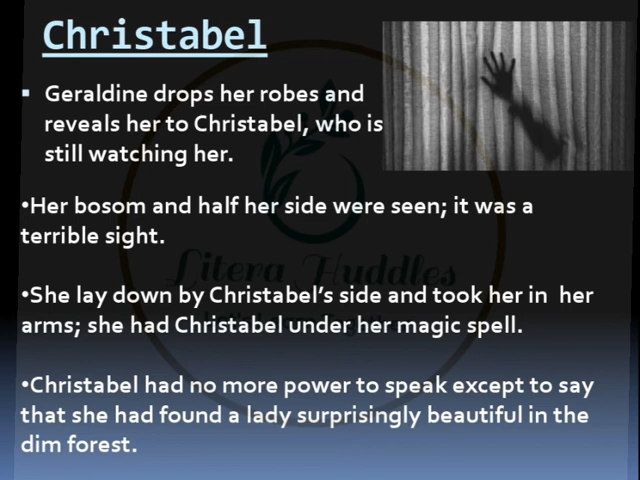 Christabel
▪ Geraldine drops her robes and
reveals her to Christabel, who is
still watching her.
•Her bosom and half her side were seen; it was a
terrible sight.
Litera Huddles
•She lay down by Christabel's side and took her in  her
arms; she had Christabel under her magic spell.
•Christabel had no more power to speak except to say
that she had found a lady surprisingly beautiful in the
dim forest.